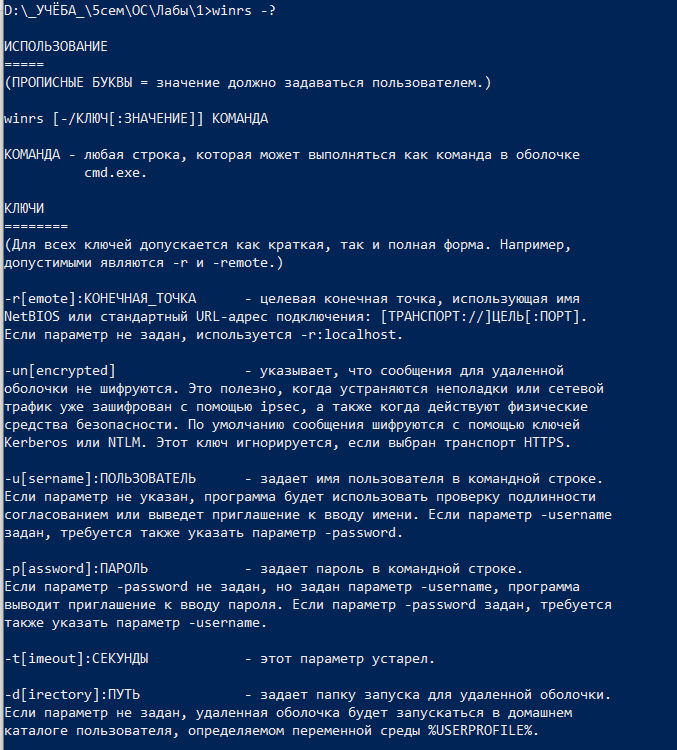 D:\_УЧЁБА_\5сем\ОС\Лабы\1>winrs -?
ИСПОЛЬЗОВАНИЕ
=====
(ПРОПИСНЫЕ БУКВЫ = значение должно задаваться пользователем.)
winrs [-/КЛЮЧ[:ЗНАЧЕНИЕ]] КОМАНДА
КОМАНДА - любая строка, которая может выполняться как команда в оболочке
cmd.exe.
КЛЮЧИ
========
(Для всех ключей допускается как краткая, так и полная форма. Например,
допустимыми являются -r и -remote.)
-r[emote]:КОНЕЧНАЯ_ТОЧКА - целевая конечная точка, использующая имя
NetBIOS или стандартный URL-адрес подключения: [ТРАНСПОРТ://]ЦЕЛЬ[:ПОРТ].
Если параметр не задан, используется -r:localhost.
-un[encrypted] - указывает, что сообщения для удаленной
оболочки не шифруются. Это полезно, когда устраняются неполадки или сетевой
трафик уже зашифрован с помощью ipsec, а также когда действуют физические
средства безопасности. По умолчанию сообщения шифруются с помощью ключей
Kerberos или NTLM. Этот ключ игнорируется, если выбран транспорт HTTPS.
-u[sername]:ПОЛЬЗОВАТЕЛЬ - задает имя пользователя в командной строке.
Если параметр не указан, программа будет использовать проверку подлинности
согласованием или выведет приглашение к вводу имени. Если параметр -username
задан, требуется также указать параметр -password.
-p[assword]:ПАРОЛЬ - задает пароль в командной строке.
Если параметр -password не задан, но задан параметр -username, программа
выводит приглашение к вводу пароля. Если параметр -password задан, требуется
также указать параметр -username.
-t[imeout]:СЕКУНДЫ - этот параметр устарел.
-d[irectory]:ПУТЬ - задает папку запуска для удаленной оболочки.
Если параметр не задан, удаленная оболочка будет запускаться в домашнем
каталоге пользователя, определяемом переменной среды %USERPROFILE%.